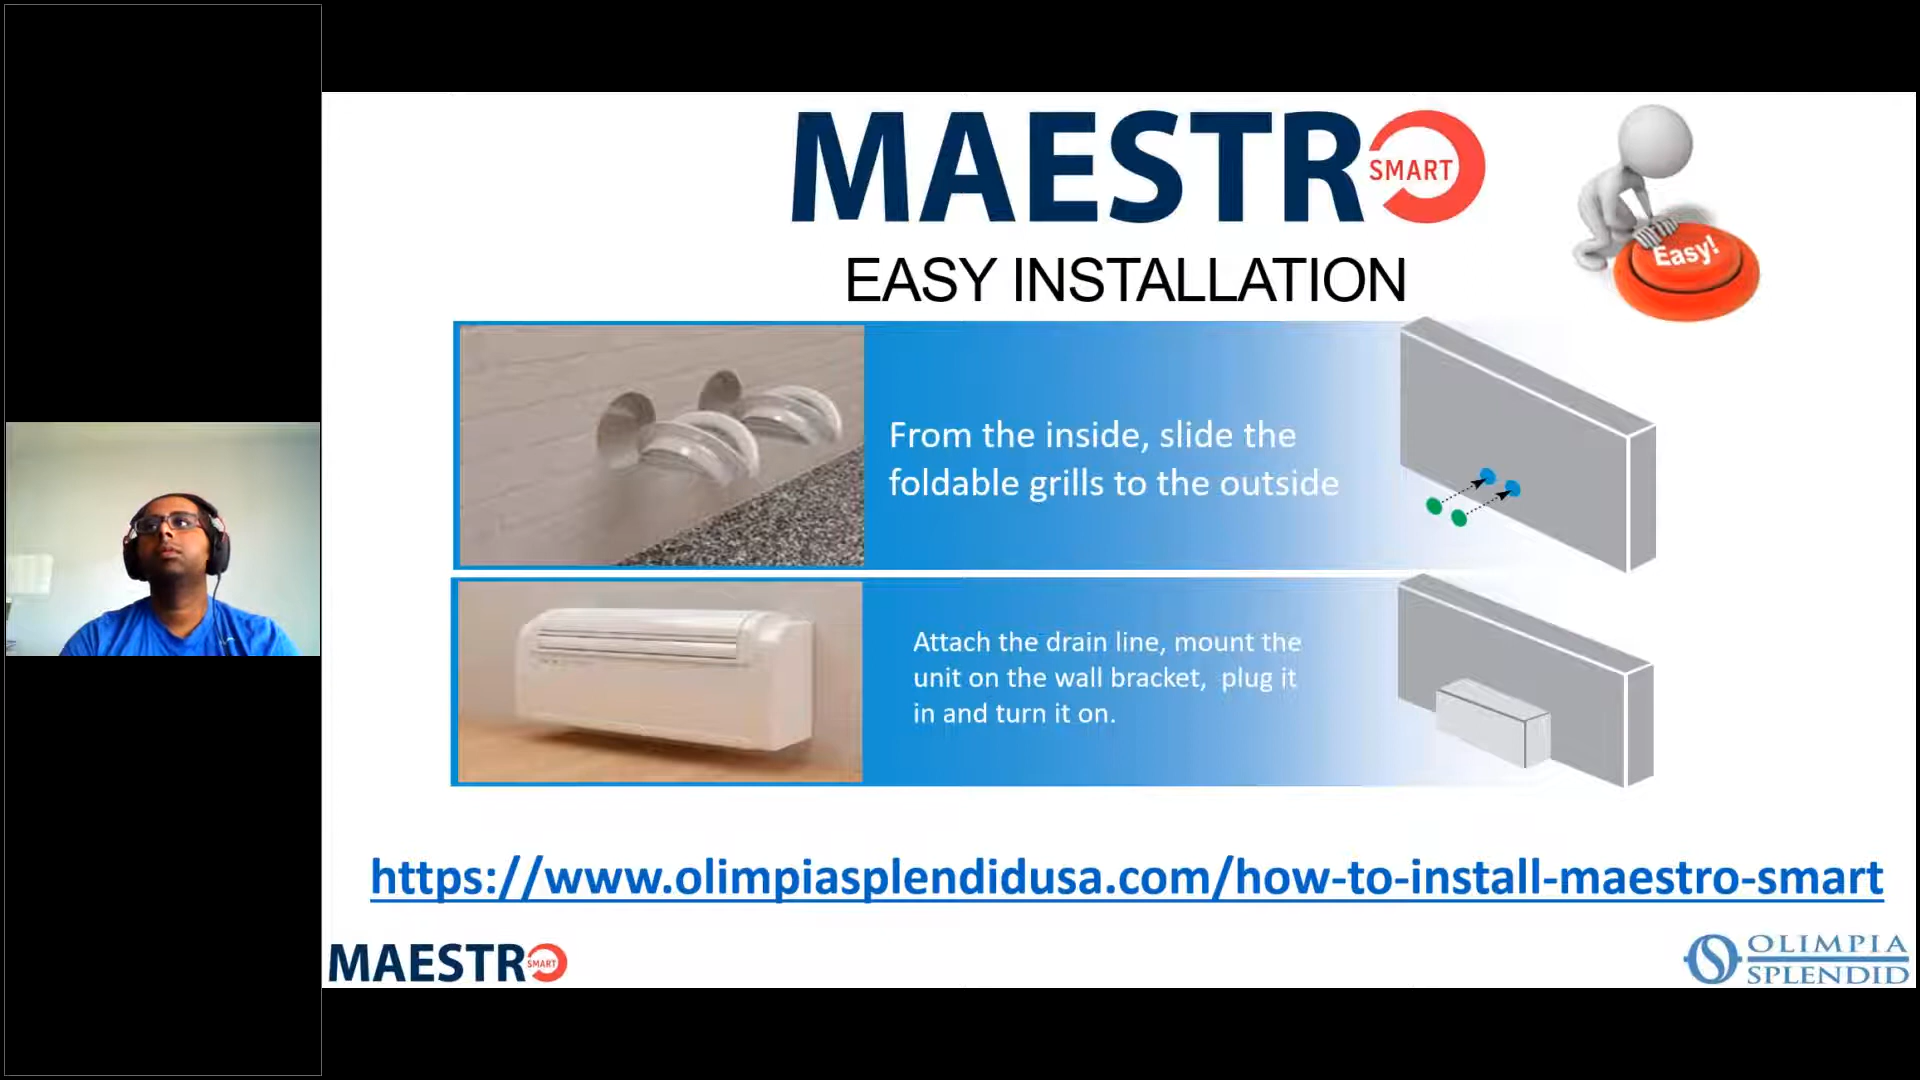 MAESTRO
SMART
Easy!
EASY INSTALLATION
From the inside, slide the
foldable grills to the outside
Attach the drain line, mount the
unit on the wall bracket, plug it
in and turn it on.
https://www.olimpiasplendidusa.com/how-to-install-maestro-smart
MAESTRO
SMART
OLIMPIA
SPLENDID